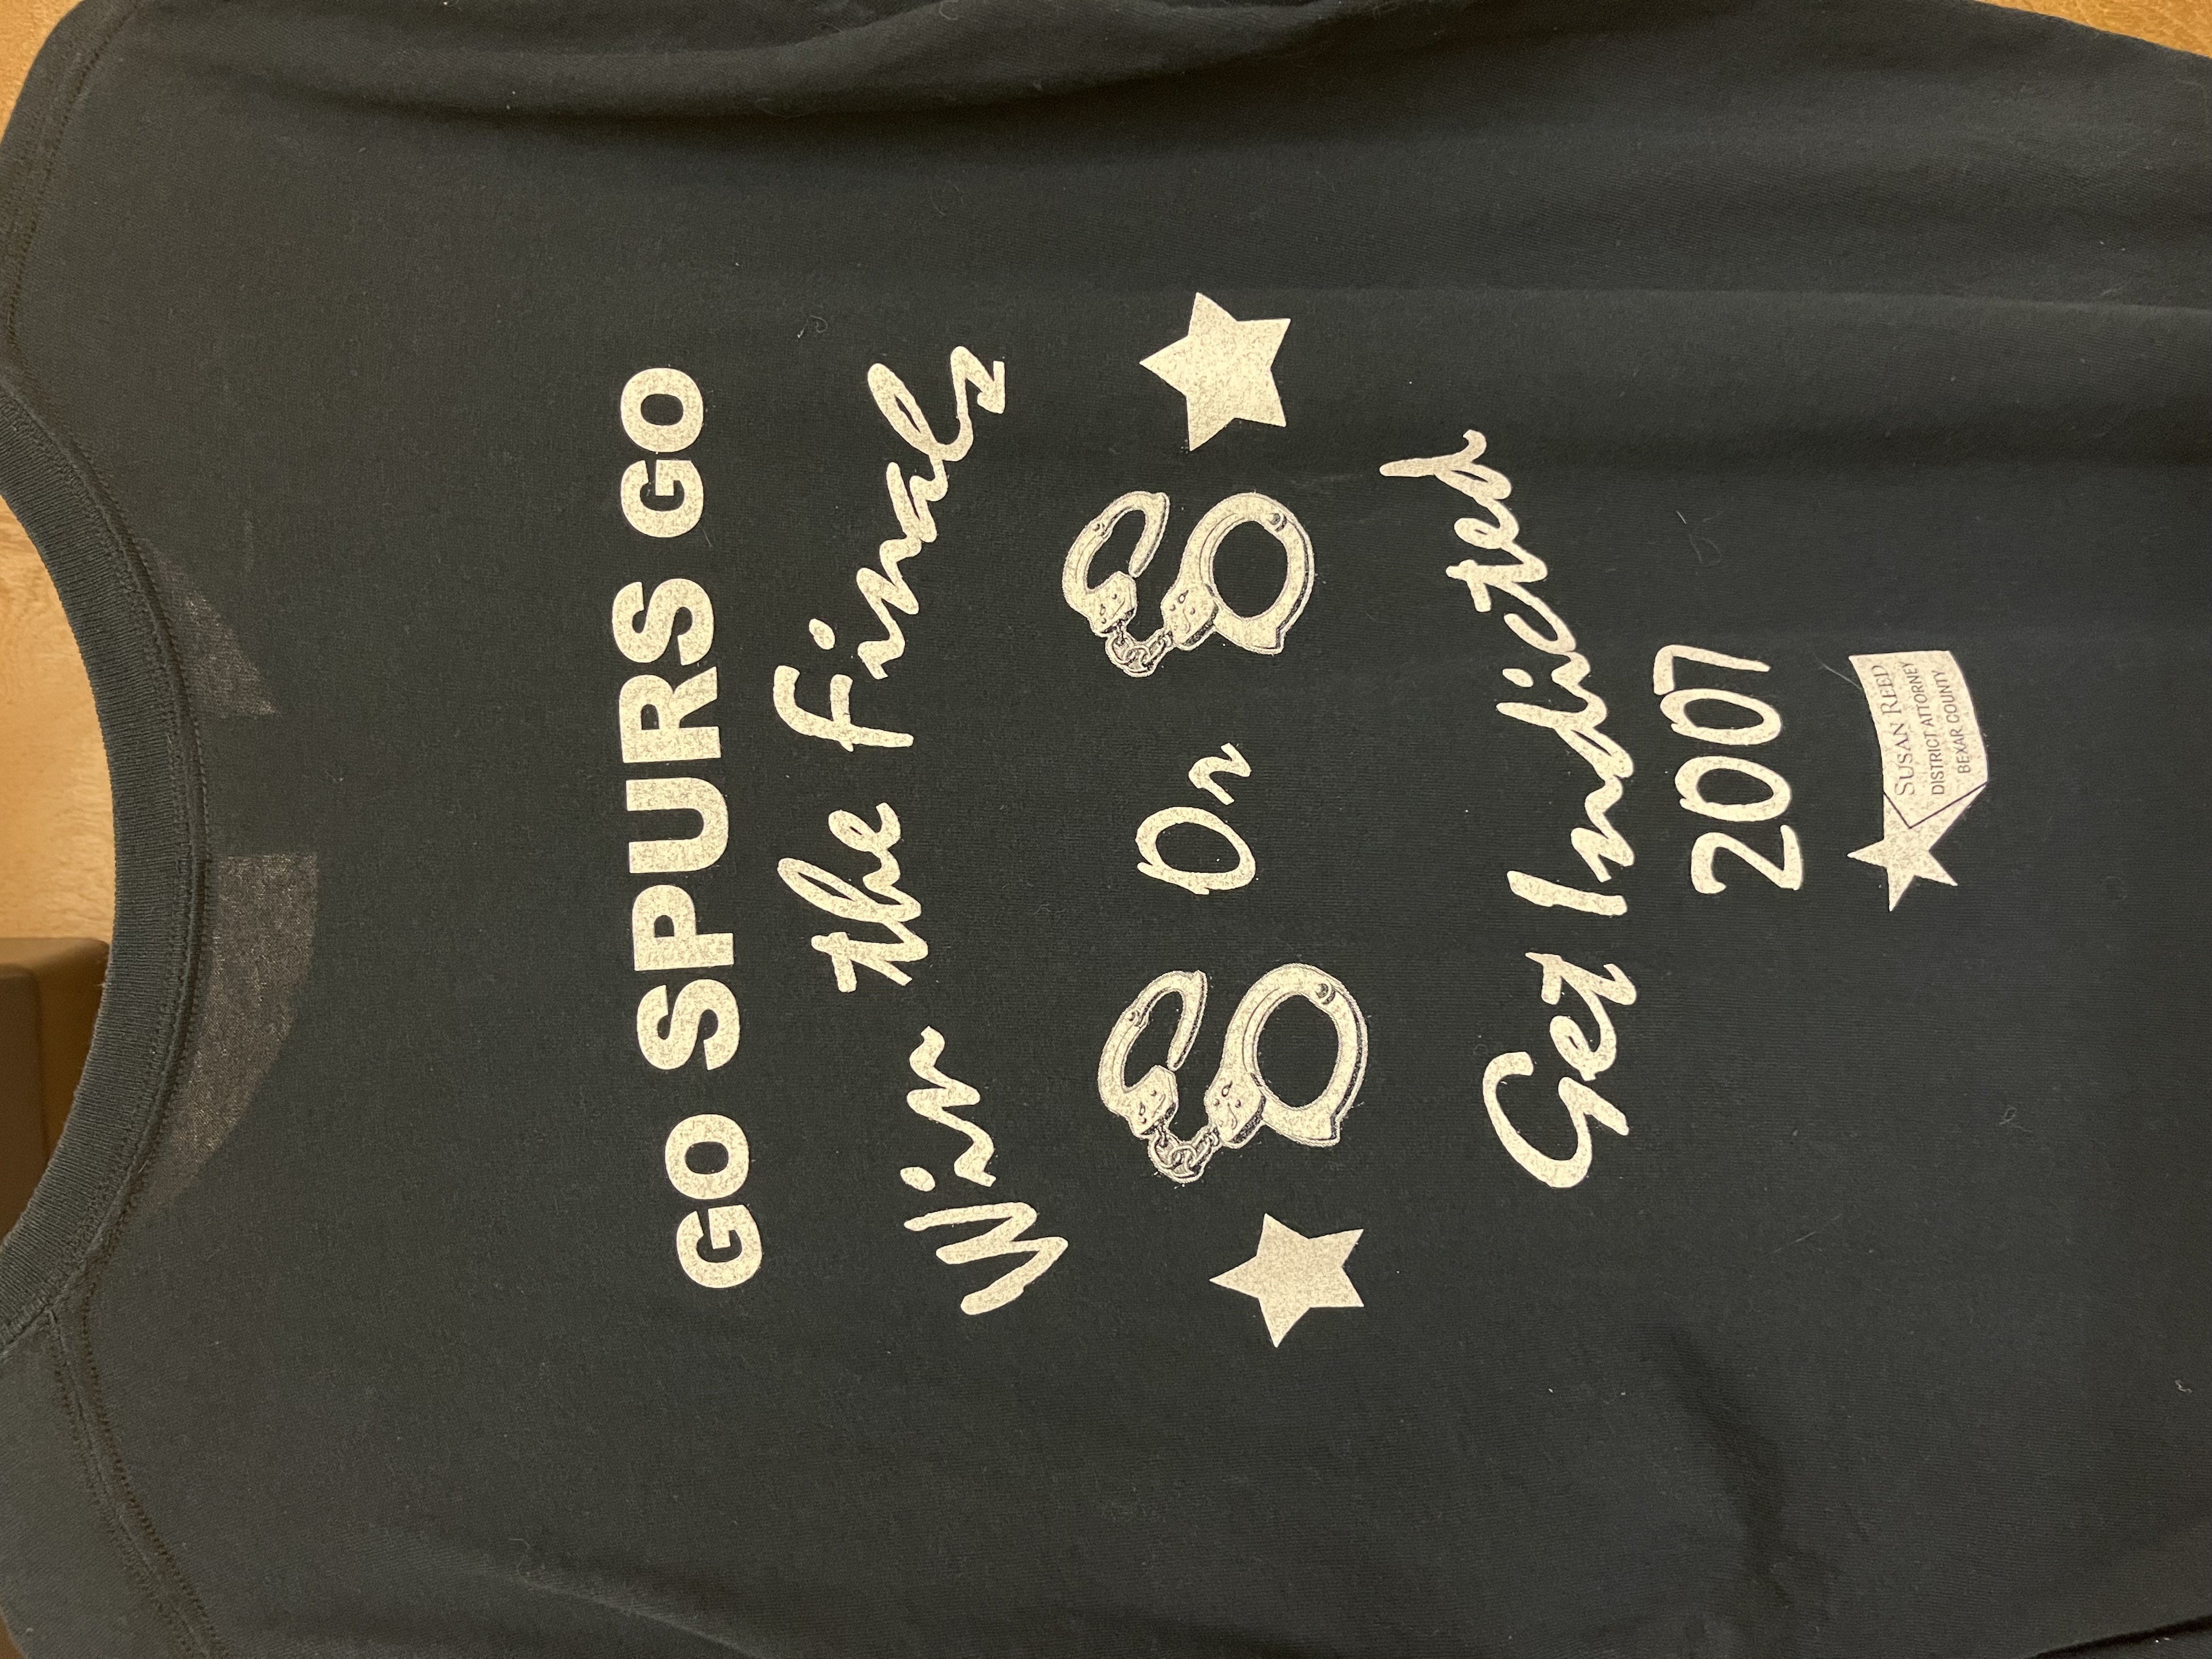 GO SPURS GO
Win the Finals
Or
Get Indicted
2007
SUSAN REED
DISTRICT ATTORNEY
BEXAR COUNTY